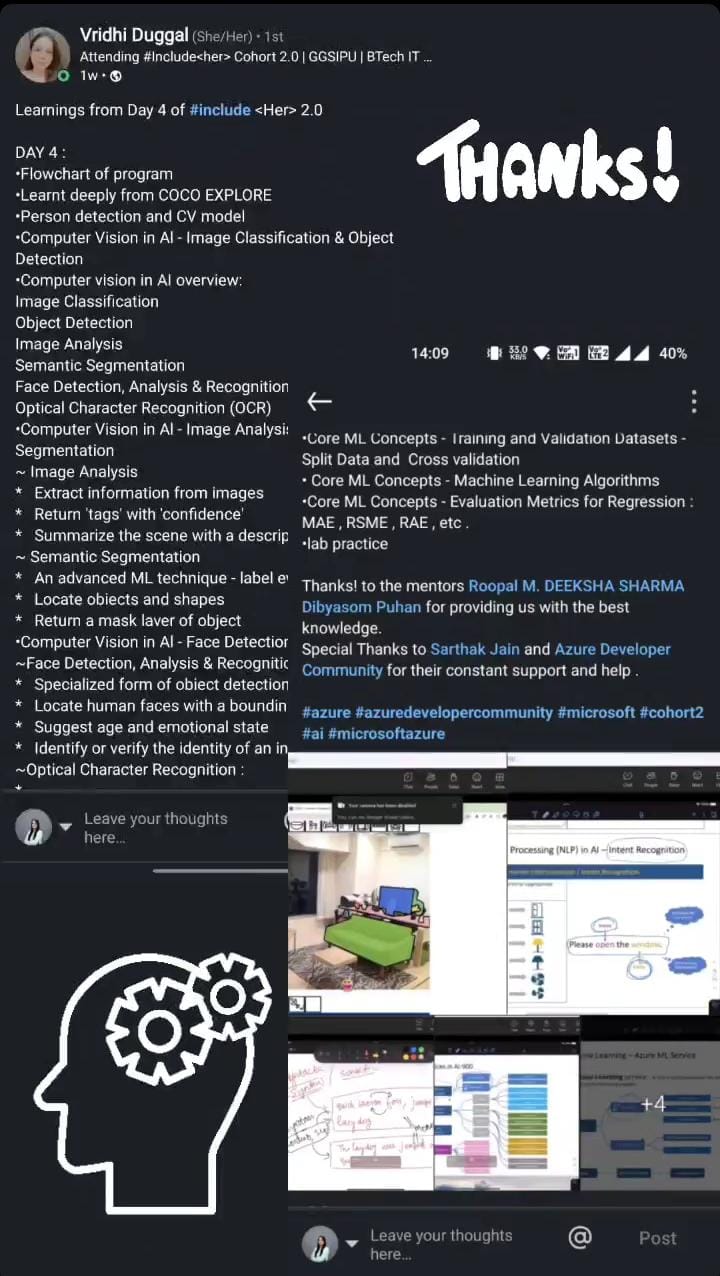 Vridhi Duggal (She/Her) • 1st
Attending #Include<her> Cohort 2.0 | GGSIPU | BTech IT ...
1w •
Learnings from Day 4 of #include <Her> 2.0
DAY 4 :
•Flowchart of program
•Learnt deeply from COCO EXPLORE
•Person detection and CV model
•Computer Vision in AI - Image Classification & Object
Detection
•Computer vision in AI overview:
Image Classification
Object Detection
Image Analysis
Semantic Segmentation
Face Detection, Analysis & Recognition
Optical Character Recognition (OCR)
•Computer Vision in AI - Image Analysis
Segmentation
~ Image Analysis
* Extract information from images
* Return 'tags' with 'confidence'
* Summarize the scene with a descrip
~ Semantic Segmentation
* An advanced ML technique - label ev
* Locate objects and shapes
* Return a mask laver of object
•Computer Vision in AI - Face Detection
~Face Detection, Analysis & Recognitio
* Specialized form of object detection
* Locate human faces with a boundin
* Suggest age and emotional state
* Identify or verify the identity of an in
~Optical Character Recognition :
*
Leave your thoughts
here...
THANKS!
14:09
33.0
KB/S
Vo
WiFi 1
Vo
LTE 2
40%
•Core ML Concepts - Training and Validation Datasets -
Split Data and Cross validation
• Core ML Concepts - Machine Learning Algorithms
•Core ML Concepts - Evaluation Metrics for Regression :
MAE , RSME , RAE , etc .
•lab practice
Thanks! to the mentors Roopal M. DEEKSHA SHARMA
Dibyasom Puhan for providing us with the best
knowledge.
Special Thanks to Sarthak Jain and Azure Developer
Community for their constant support and help .
#azure #azuredevelopercommunity #microsoft #cohort2
#ai #microsoftazure
Your camera has been disabled
Processing (NLP) in AI – Intent Recognition
Please open the window.
+4
Leave your thoughts
here...
@
Post